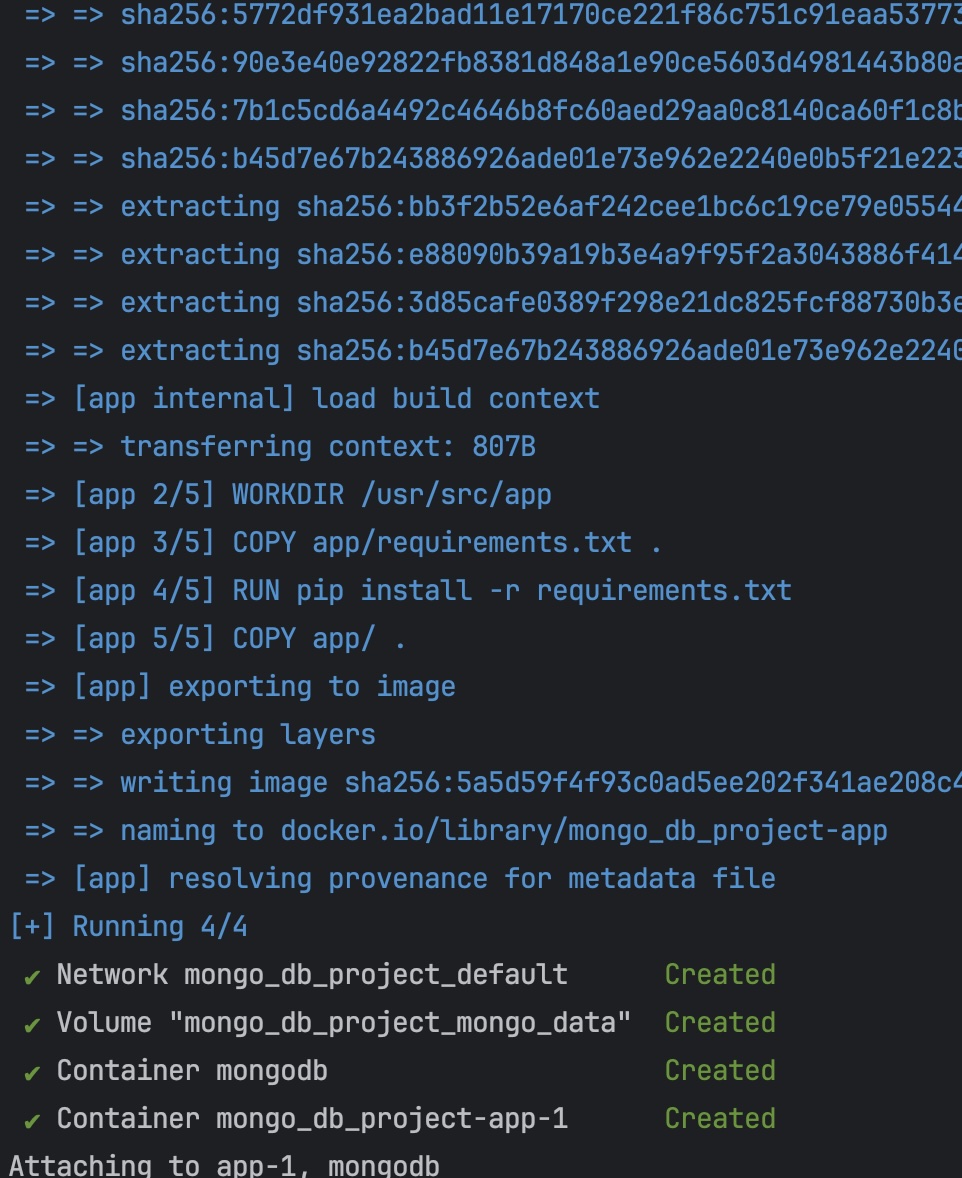 => => sha256:5772df931ea2bad11e17170ce221f86c751c91eaa53773
=> => sha256:90e3e40e92822fb8381d848a1e90ce5603d4981443b80a
=> => sha256:7b1c5cd6a4492c4646b8fc60aed29aa0c8140ca60f1c8b
=> => sha256:b45d7e67b243886926ade01e73e962e2240e0b5f21e223
=> => extracting sha256:bb3f2b52e6af242cee1bc6c19ce79e05544
=> => extracting sha256:e88090b39a19b3e4a9f95f2a3043886f414
=> => extracting sha256:3d85cafe0389f298e21dc825fcf88730b3e
=> => extracting sha256:b45d7e67b243886926ade01e73e962e2240
=> [app internal] load build context
=> => transferring context: 807B
=> [app 2/5] WORKDIR /usr/src/app
=> [app 3/5] COPY app/requirements.txt .
=> [app 4/5] RUN pip install -r requirements.txt
=> [app 5/5] COPY app/ .
=> [app] exporting to image
=> => exporting layers
=> => writing image sha256:5a5d59f4f93c0ad5ee202f341ae208c4
=> => naming to docker.io/library/mongo_db_project-app
=> [app] resolving provenance for metadata file
[+] Running 4/4
✔ Network mongo_db_project_default Created
✔ Volume "mongo_db_project_mongo_data" Created
✔ Container mongodb Created
✔ Container mongo_db_project-app-1 Created
Attaching to app-1, mongodb